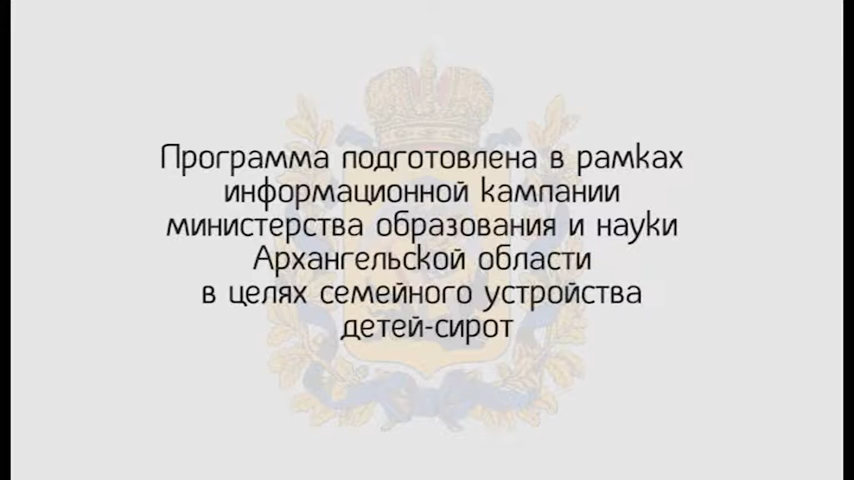 Программа подготовлена в рамках
информационной кампании
министерства образования и науки
Архангельской области
в целях семейного устройства
детей-сирот